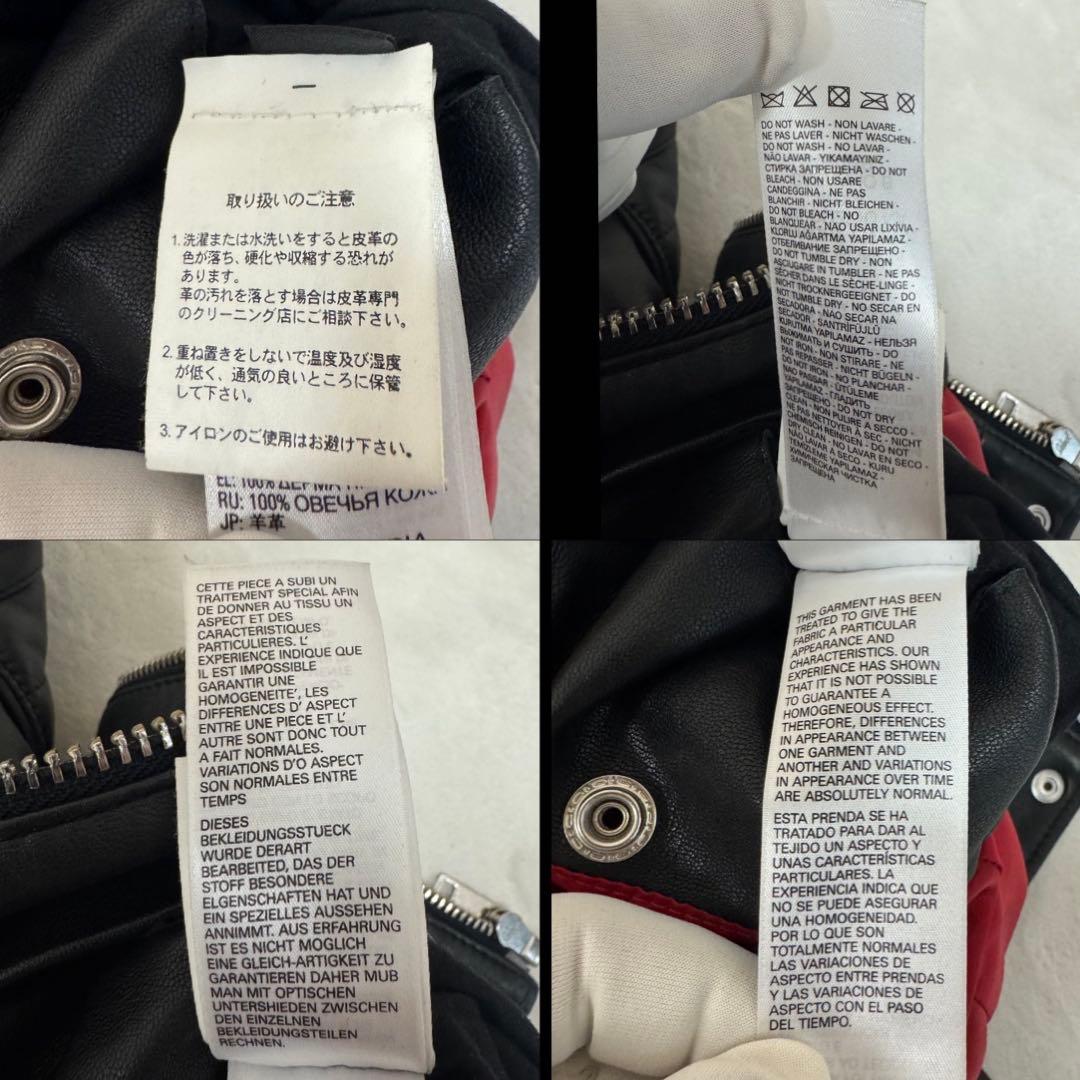 取り扱いのご注意
1. 洗濯または水洗いをすると皮革の
色が落ち、硬化や収縮する恐れが
あります。
革の汚れを落とす場合は皮革専門
のクリーニング店にご相談下さい。
2. 重ね置きをしないで温度及び湿度
が低く、通気の良いところに保管
して下さい。
3. アイロンのご使用はお避け下さい。
RU: 100% ОВЕЧЬЯ
JP: 羊革
DO NOT WASH - NON LAVARE -
NE PAS LAVER - NICHT WASCHEN -
DO NOT WASH - NO LAVAR -
NÃO LAVAR - YIKAMAYINIZ -
СТИРКА ЗАПРЕЩЕНА - DO NOT
BLEACH - NON USARE
CANDEGGINA - NE PAS
BLANCHIR - NICHT BLEICHEN -
DO NOT BLEACH - NO
BLANQUEAR - NAO USAR LIXÍVIA -
KLORLU AĞARTMA YAPILAMAZ -
ОТБЕЛИВАНИЕ ЗАПРЕЩЕНО -
DO NOT TUMBLE DRY - NON
ASCIUGARE IN TUMBLER - NE PAS
SÉCHER DANS LE SÈCHE-LINGE -
NICHT TROCKNERGEEIGNET - DO
NOT TUMBLE DRY - NO SECAR EN
SECADORA - NAO SECAR NA
SECADOR - SANTRİFÜJLÜ
KURUTMA YAPILMAZ - НЕЛЬЗЯ
ВЫЖИМАТЬ И СУШИТЬ - DO
NOT IRON - NON STIRARE - NE
PAS REPASSER - NICHT BÜGELN -
DO NOT IRON - NO PLANCHAR -
NAO PASSAR - ÜTÜLEME
YAPILAMAZ - ГЛАДИТЬ
ЗАПРЕЩЕНО - DO NOT DRY
CLEAN - NON PULIRE A SECCO -
NE PAS NETTOYER À SEC - NICHT
CHEMISCH REINIGEN - DO NOT
DRY CLEAN - NO LAVAR EN SECO -
NAO LAVAR A SECO - KURU
TEMİZLEME YAPILAMAZ -
ХИМИЧЕСКАЯ ЧИСТКА
ЗАПРЕЩЕНА
CETTE PIECE A SUBI UN
TRAITEMENT SPECIAL AFIN
DE DONNER AU TISSU UN
ASPECT ET DES
CARACTERISTIQUES
PARTICULIERES. L'
EXPERIENCE INDIQUE QUE
IL EST IMPOSSIBLE
GARANTIR UNE
HOMOGENEITE', LES
DIFFERENCES D' ASPECT
ENTRE UNE PIECE ET L'
AUTRE SONT DONC TOUT
A FAIT NORMALES.
VARIATIONS D'O ASPECT
SON NORMALES ENTRE
TEMPS
DIESES
BEKLEIDUNGSSTUECK
WURDE DERART
BEARBEITED, DAS DER
STOFF BESONDERE
ELGENSCHAFTEN HAT UND
EIN SPEZIELLES AUSSEHEN
ANNIMMT. AUS ERFAHRUNG
IST ES NICHT MOGLICH
EINE GLEICH-ARTIGKEIT ZU
GARANTIEREN DAHER MUB
MAN MIT OPTISCHEN
UNTERSHIEDEN ZWISCHEN
DEN EINZELNEN
BEKLEIDUNGSTEILEN
RECHNEN.
THIS GARMENT HAS BEEN
TREATED TO GIVE THE
FABRIC A PARTICULAR
APPEARANCE AND
CHARACTERISTICS. OUR
EXPERIENCE HAS SHOWN
THAT IT IS NOT POSSIBLE
TO GUARANTEE A
HOMOGENEOUS EFFECT.
THEREFORE, DIFFERENCES
IN APPEARANCE BETWEEN
ONE GARMENT AND
ANOTHER AND VARIATIONS
IN APPEARANCE OVER TIME
ARE ABSOLUTELY NORMAL.
ESTA PRENDA SE HA
TRATADO PARA DAR AL
TEJIDO UN ASPECTO Y
UNAS CARACTERÍSTICAS
PARTICULARES. LA
EXPERIENCIA INDICA QUE
NO SE PUEDE ASEGURAR
UNA HOMOGENEIDAD.
POR LO QUE SON
TOTALMENTE NORMALES
LAS VARIACIONES DE
ASPECTO ENTRE PRENDAS
Y LAS VARIACIONES DE
ASPECTO CON EL PASO
DEL TIEMPO.